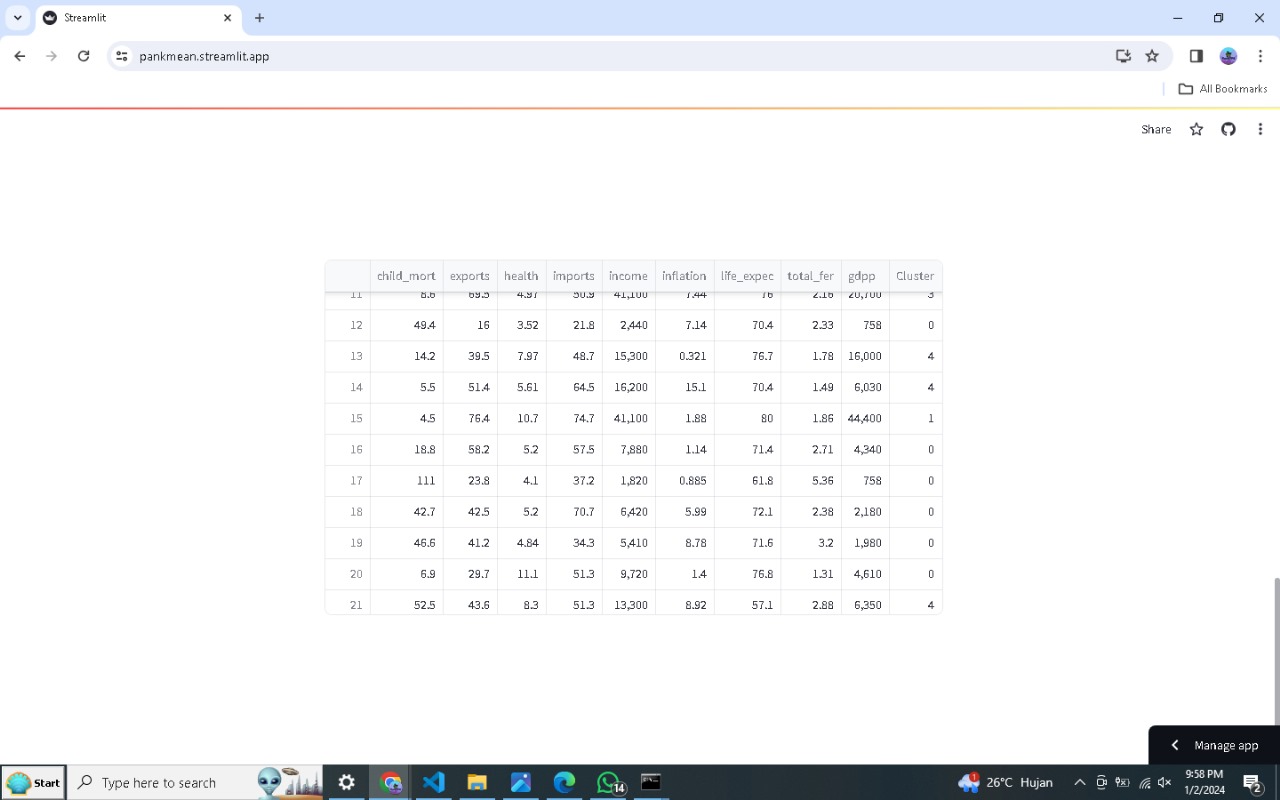 Streamlit
pankmean.streamlit.app
All Bookmarks
Share
child_mort exports health imports income inflation life_expec total_fer gdpp Cluster
11 8.6 69.5 4.97 50.9 41,100 7.44 76 2.16 20,700 3
12 49.4 16 3.52 21.8 2,440 7.14 70.4 2.33 758 0
13 14.2 39.5 7.97 48.7 15,300 0.321 76.7 1.78 16,000 4
14 5.5 51.4 5.61 64.5 16,200 15.1 70.4 1.49 6,030 4
15 4.5 76.4 10.7 74.7 41,100 1.88 80 1.86 44,400 1
16 18.8 58.2 5.2 57.5 7,880 1.14 71.4 2.71 4,340 0
17 111 23.8 4.1 37.2 1,820 0.885 61.8 5.36 758 0
18 42.7 42.5 5.2 70.7 6,420 5.99 72.1 2.38 2,180 0
19 46.6 41.2 4.84 34.3 5,410 8.78 71.6 3.2 1,980 0
20 6.9 29.7 11.1 51.3 9,720 1.4 76.8 1.31 4,610 0
21 52.5 43.6 8.3 51.3 13,300 8.92 57.1 2.88 6,350 4
Manage app
Start Type here to search 14 1 26°C Hujan 9:58 PM 2
1/2/2024